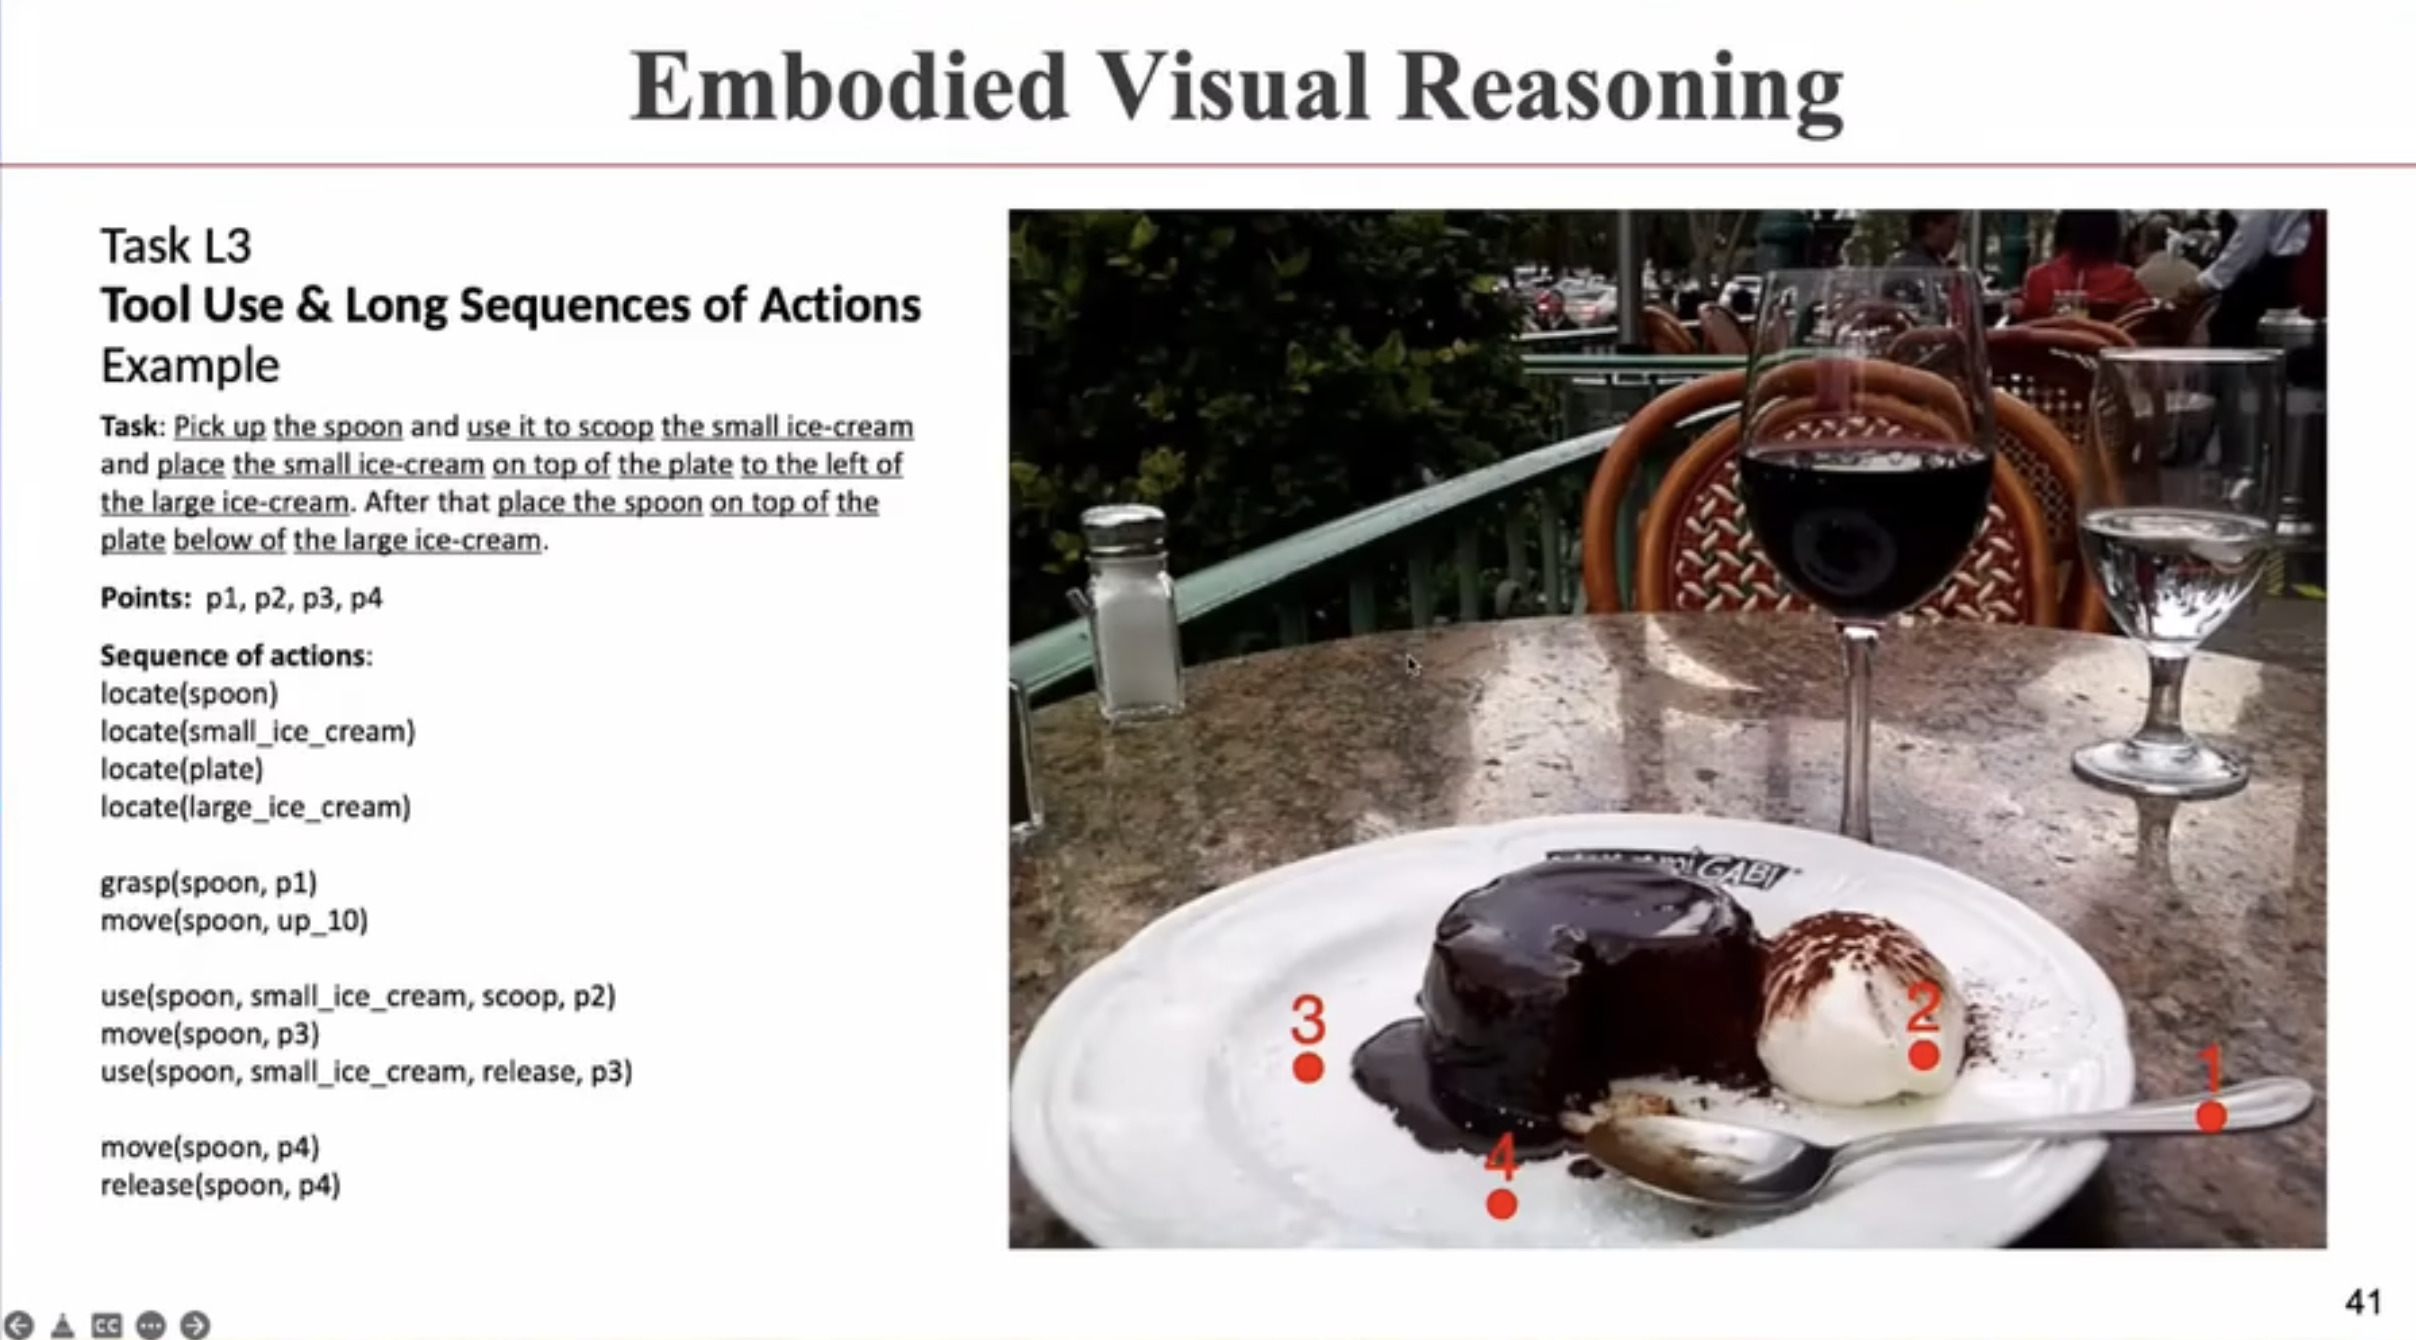 Embodied Visual Reasoning
Task L3
Tool Use & Long Sequences of Actions
Example
Task: Pick up the spoon and use it to scoop the small ice-cream
and place the small ice-cream on top of the plate to the left of
the large ice-cream. After that place the spoon on top of the
plate below of the large ice-cream.
Points: p1, p2, p3, p4
Sequence of actions:
locate(spoon)
locate(small_ice_cream)
locate(plate)
locate(large_ice_cream)
grasp(spoon, p1)
move(spoon, up_10)
use(spoon, small_ice_cream, scoop, p2)
move(spoon, p3)
use(spoon, small_ice_cream, release, p3)
move(spoon, p4)
release(spoon, p4)
GABI
3
2
1
4
41
CC